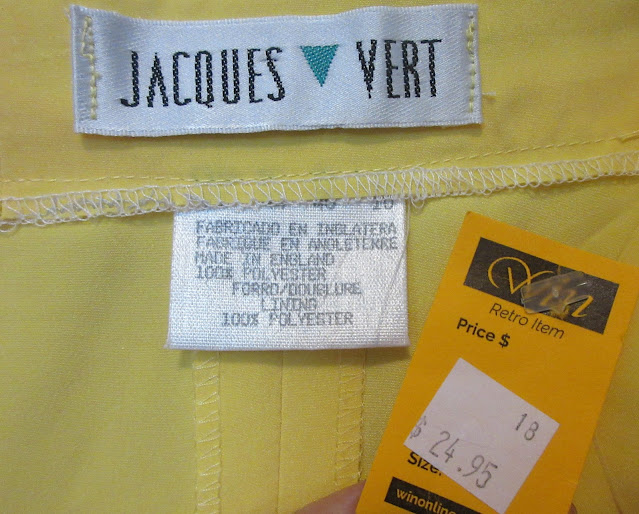 JACQUES VERT
FABRICADO EN INGLATERA
FABRIQUE EN ANGLETERRE
MADE IN ENGLAND
100% POLYESTER
FORRO/DOUBLURE
LINING
100% POLYESTER
Win
Retro Item
Price $
18
$ 24.95
Size:
winonline